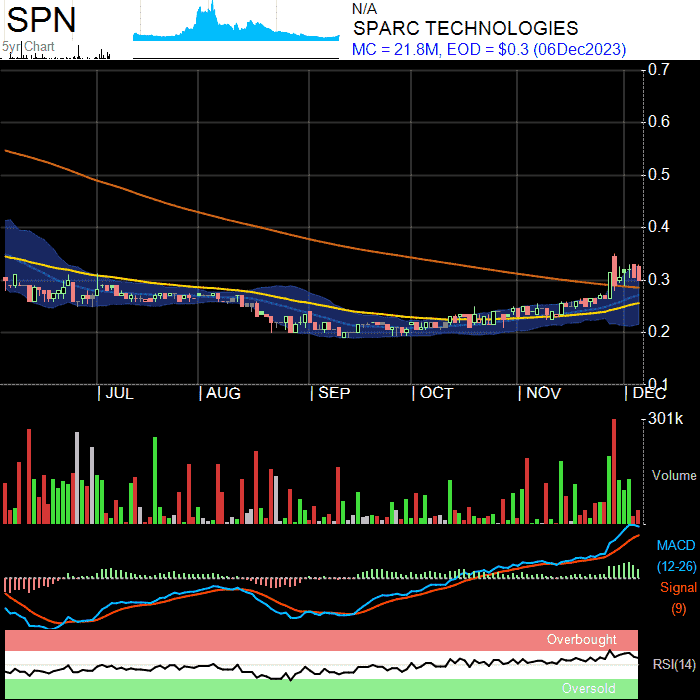 SPN
5yr Chart
N/A
SPARC TECHNOLOGIES
MC = 21.8M, EOD = $0.3 (06Dec2023)
0.7
0.6
0.5
0.4
0.3
0.2
0.1
| JUL | AUG | SEP | OCT | NOV | DEC
301k
Volume
MACD
(12-26)
Signal
(9)
Overbought
RSI(14)
Oversold